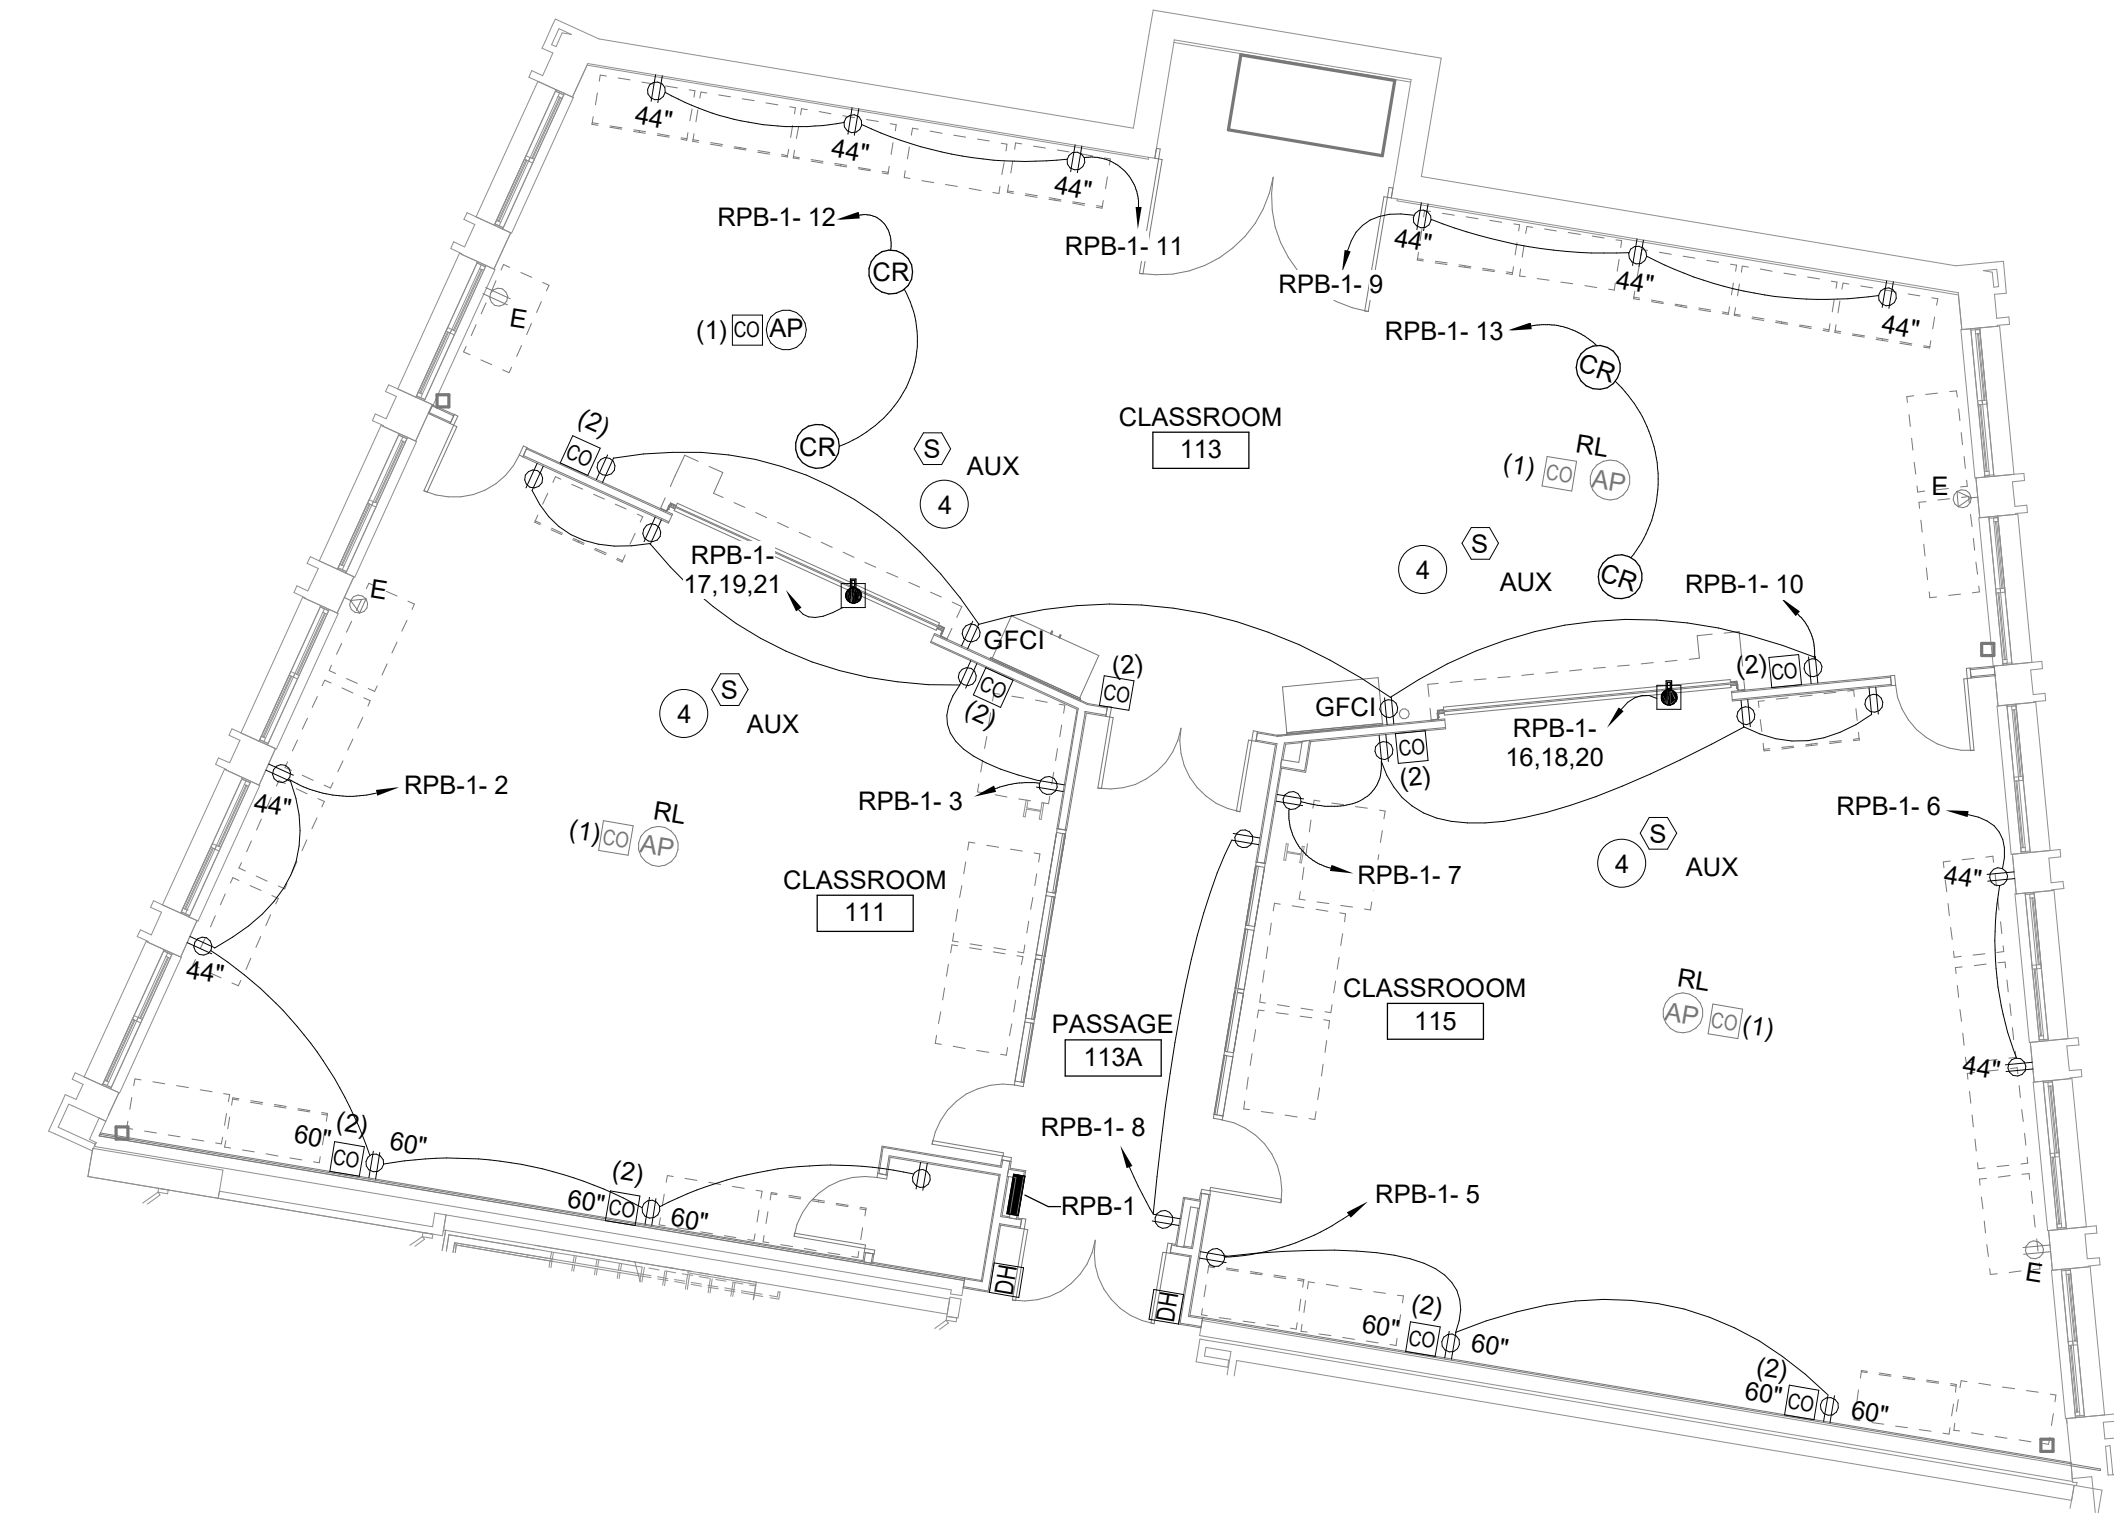 44"
44"
44"
RPB-1- 12
RPB-1- 11
44"
RPB-1- 9
44"
44"
CR
E
(1) CO AP
RPB-1- 13
CR
CLASSROOM
113
(2)
CO
CR
S
AUX
4
RL
(1) CO AP
E
S
4
AUX
CR
RPB-1- 10
RPB-1-
17,19,21
E
GFCI
(2)
CO
(2)
CO
CO
(2)
S
4
AUX
GFCI
CO
(2)
RPB-1-
16,18,20
RPB-1- 2
44"
RPB-1- 3
RL
(1) CO AP
RPB-1- 7
RPB-1- 6
S
4
AUX
44"
CLASSROOM
111
44"
CLASSROOOM
115
RL
AP CO (1)
PASSAGE
113A
44"
RPB-1- 8
(2)
60" CO 60"
(2)
60" CO 60"
RPB-1
RPB-1- 5
DH
DH
E
(2)
60" CO 60"
(2)
60" CO 60"